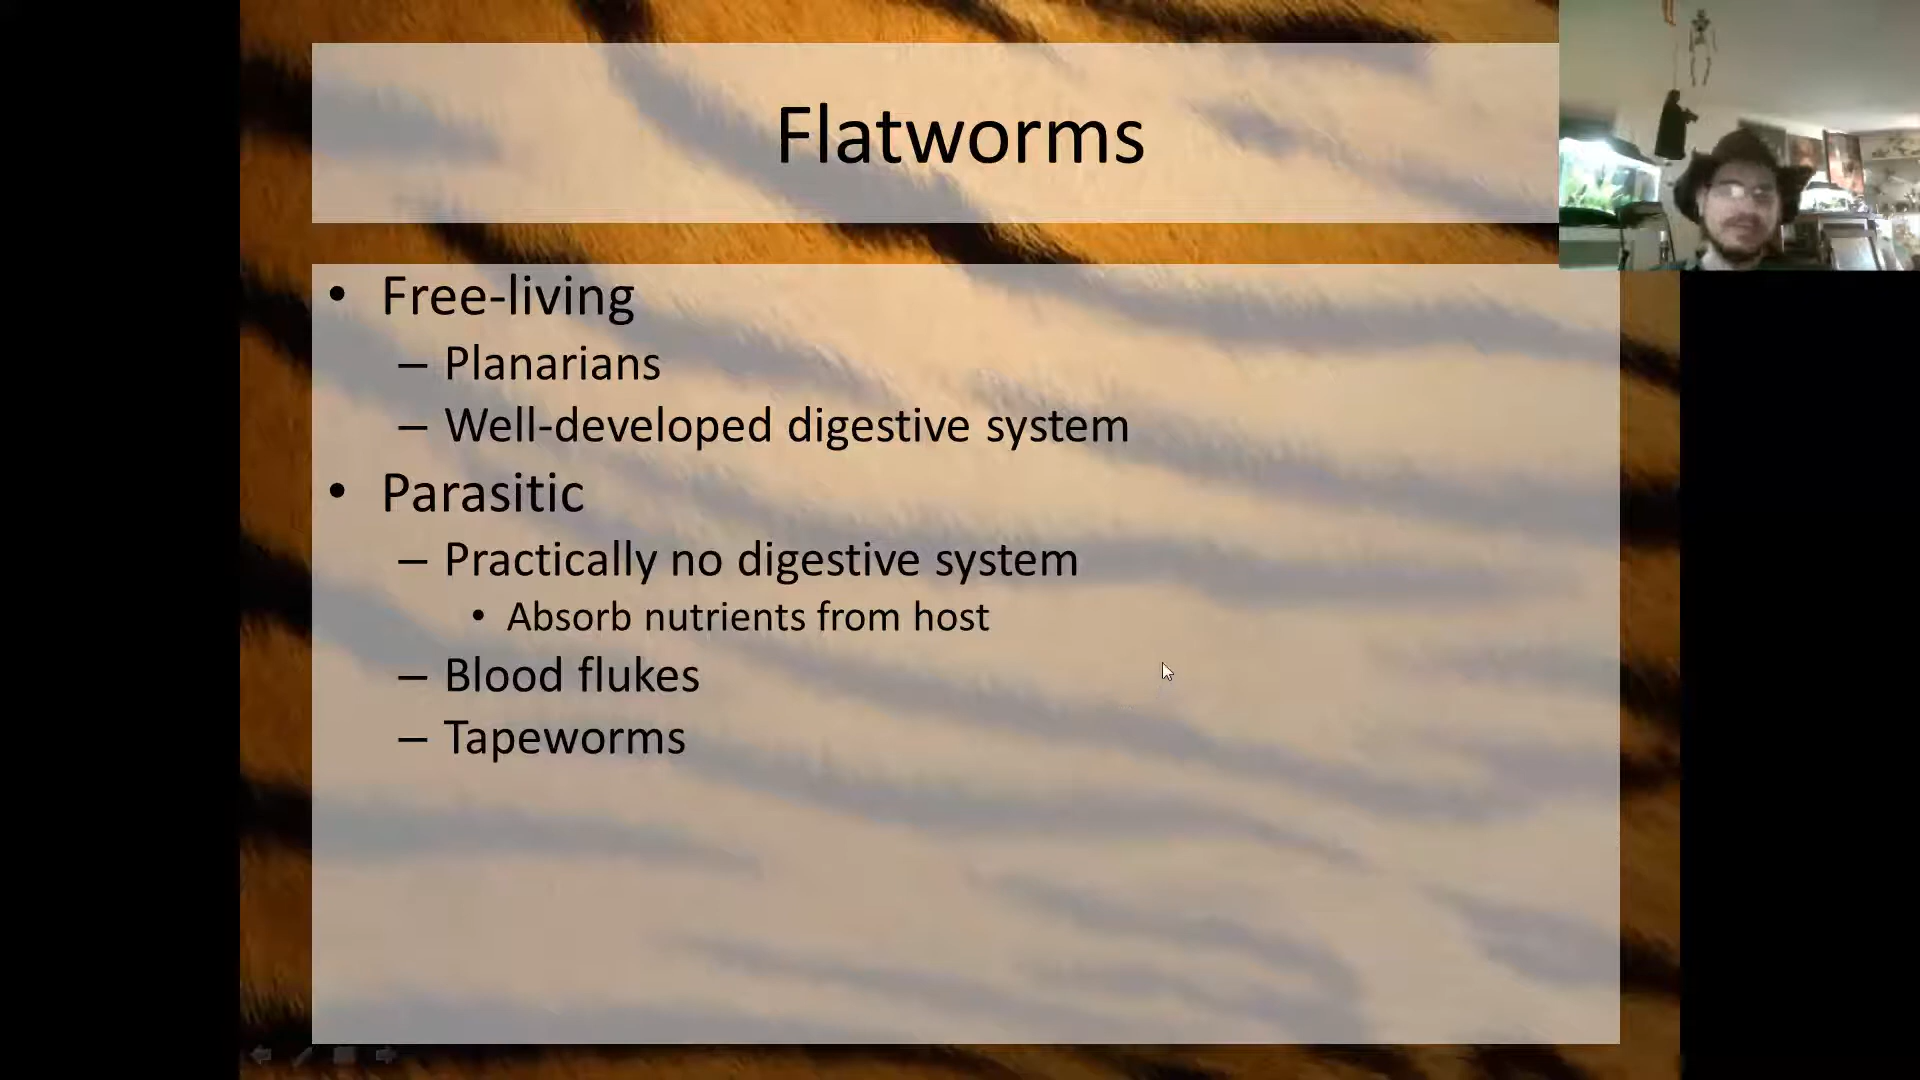 Flatworms
• Free-living
– Planarians
– Well-developed digestive system
• Parasitic
– Practically no digestive system
• Absorb nutrients from host
– Blood flukes
– Tapeworms